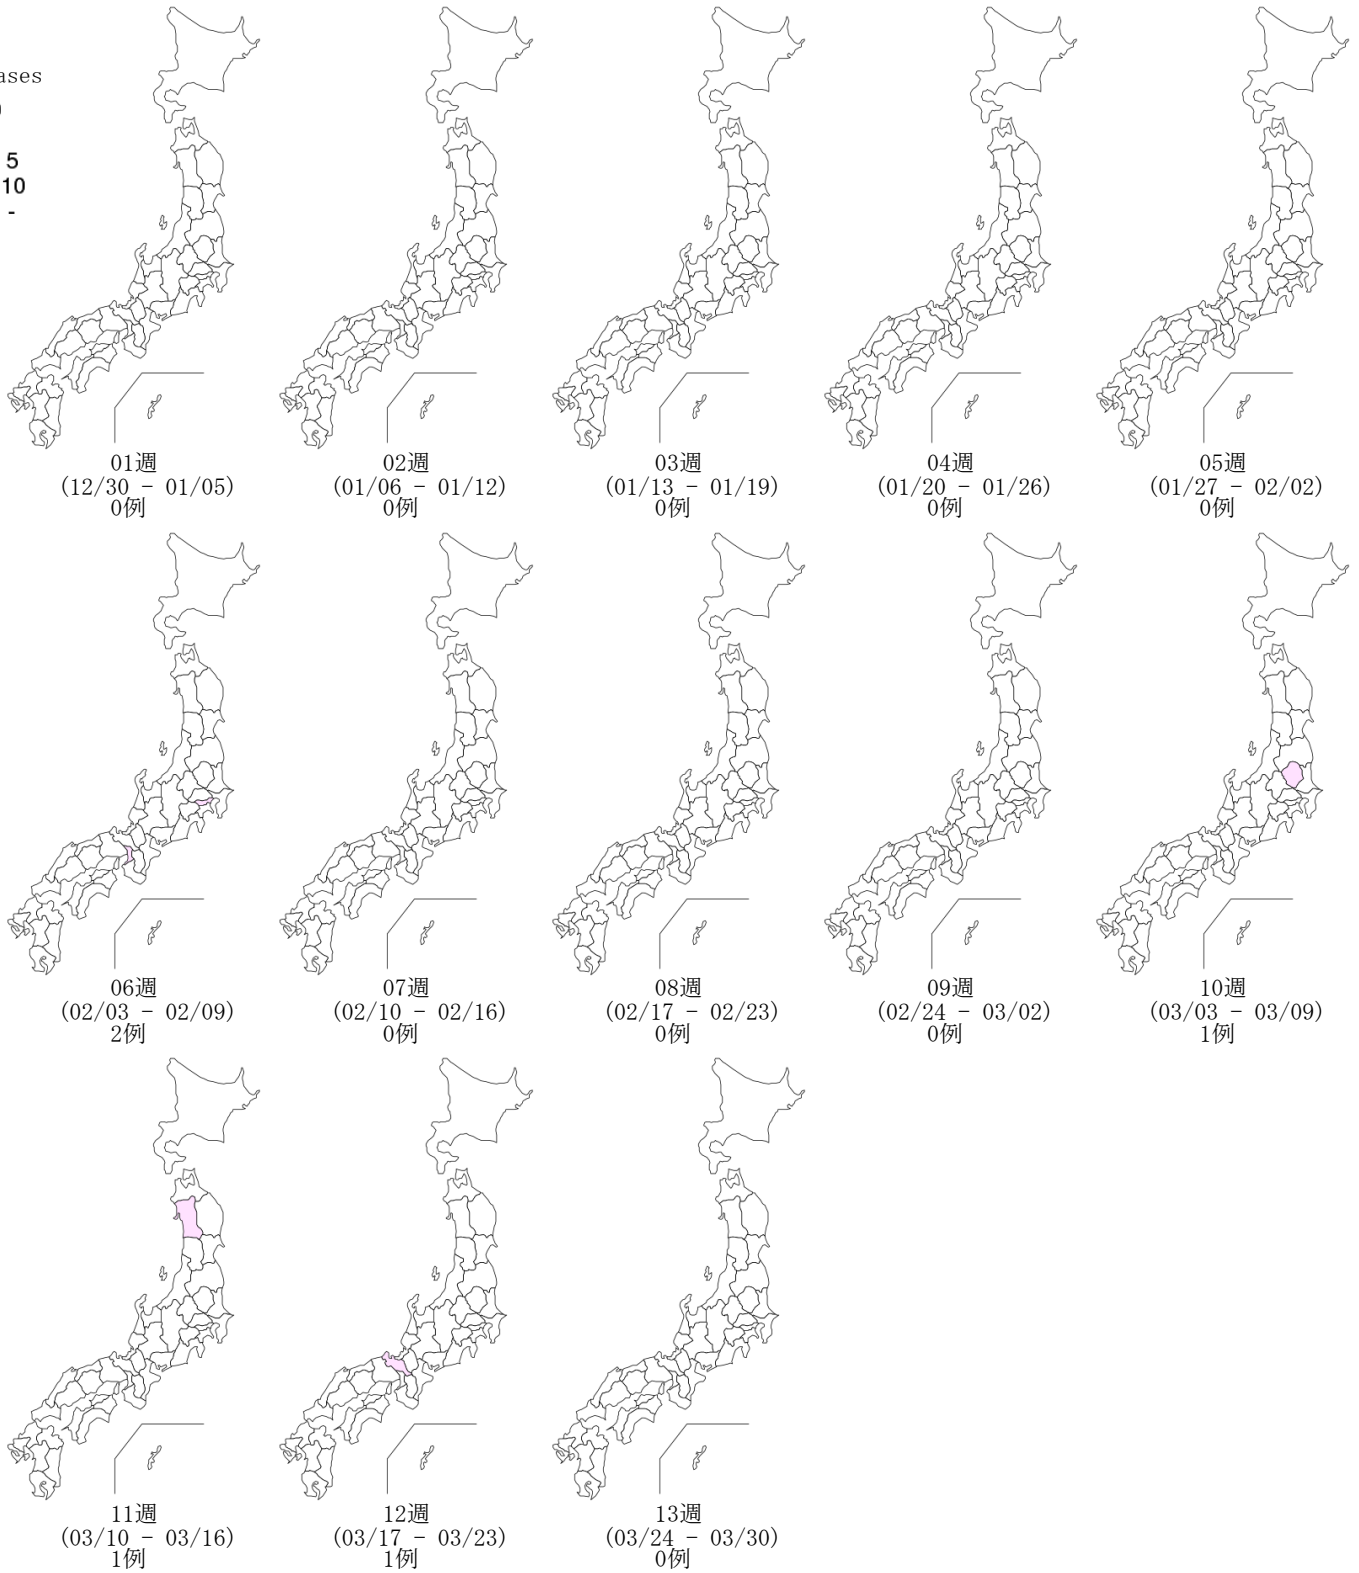 ases
5
10
-
01週
(12/30 - 01/05)
0例
02週
(01/06 - 01/12)
0例
03週
(01/13 - 01/19)
0例
04週
(01/20 - 01/26)
0例
05週
(01/27 - 02/02)
0例
06週
(02/03 - 02/09)
2例
07週
(02/10 - 02/16)
0例
08週
(02/17 - 02/23)
0例
09週
(02/24 - 03/02)
0例
10週
(03/03 - 03/09)
1例
11週
(03/10 - 03/16)
1例
12週
(03/17 - 03/23)
1例
13週
(03/24 - 03/30)
0例